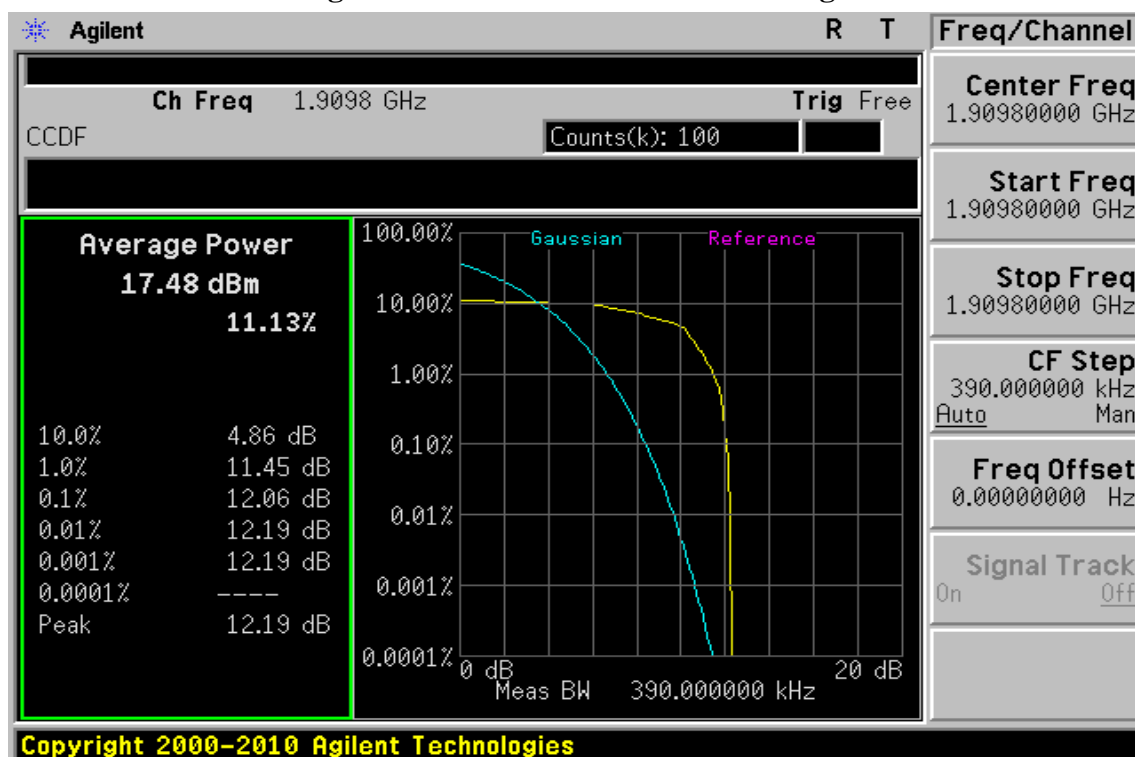 Agilent R T
Freq/Channel
Ch Freq 1.9098 GHz Trig Free
CCDF Counts(k): 100
Average Power
17.48 dBm
11.13%
10.0% 4.86 dB
1.0% 11.45 dB
0.1% 12.06 dB
0.01% 12.19 dB
0.001% 12.19 dB
0.0001% ----
Peak 12.19 dB
Gaussian Reference
100.00%
10.00%
1.00%
0.10%
0.01%
0.001%
0.0001%
0 dB 20 dB
Meas BW 390.000000 kHz
Center Freq
1.90980000 GHz
Start Freq
1.90980000 GHz
Stop Freq
1.90980000 GHz
CF Step
390.000000 kHz
Auto Man
Freq Offset
0.00000000 Hz
Signal Track
On Off
Copyright 2000-2010 Agilent Technologies